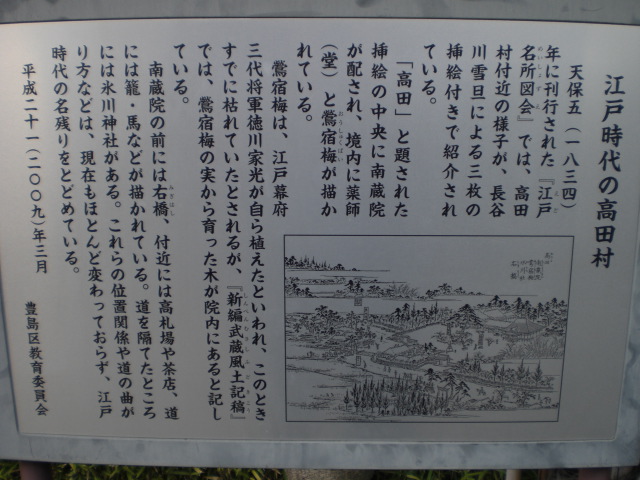 江戸時代の高田村
天保五（一八三四）
年に刊行された『江戸
名所図会』では、高田
村付近の様子が、長谷
川雪旦による三枚の
挿絵付きで紹介され
ている。
「高田」と題された
挿絵の中央に南蔵院
が配され、境内に薬師
（堂）と鶯宿梅が描か
れている。
鶯宿梅は、江戸幕府
三代将軍徳川家光が自ら植えたといわれ、このとき
すでに枯れていたとされるが、『新編武蔵風土記稿』
では、鶯宿梅の実から育った木が院内にあると記し
ている。
南蔵院の前には右橋、付近には高札場や茶店、道
には籠・馬などが描かれている。道を隔てたところ
には氷川神社がある。これらの位置関係や道の曲が
り方などは、現在もほとんど変わっておらず、江戸
時代の名残りをとどめている。
平成二十一（二〇〇九）年三月
豊島区教育委員会
高田